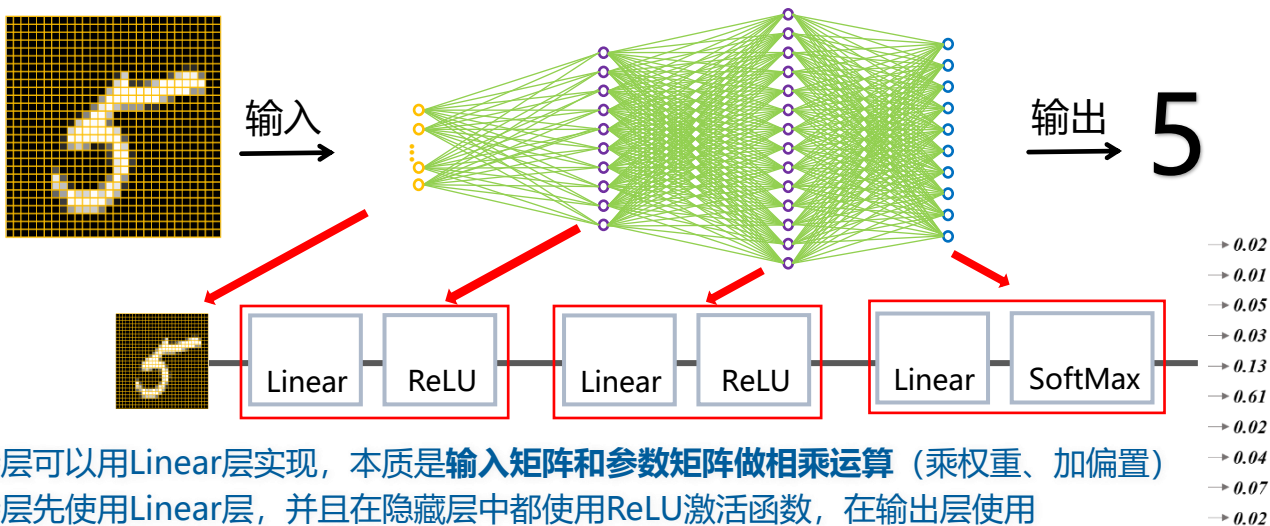 输入
输出
5
0.02
0.01
0.05
0.03
0.13
0.61
0.02
0.04
0.07
0.02
Linear
ReLU
Linear
ReLU
Linear
SoftMax
层可以用Linear层实现，本质是输入矩阵和参数矩阵做相乘运算（乘权重、加偏置）
层先使用Linear层，并且在隐藏层中都使用ReLU激活函数，在输出层使用